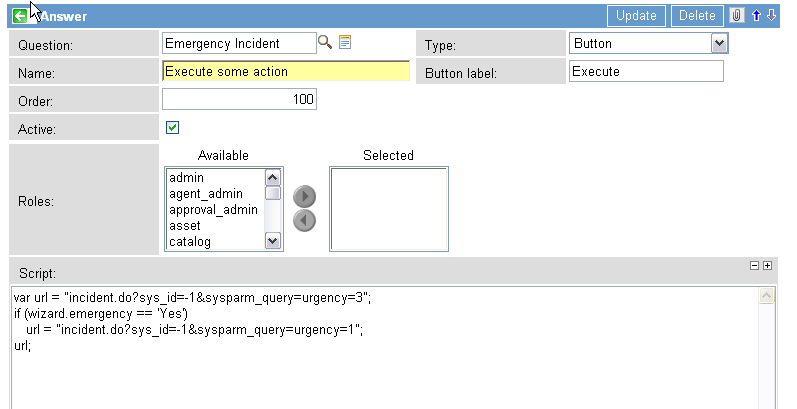 Answer Update Delete
Question: Emergency Incident Type: Button
Name: Execute some action Button label: Execute
Order: 100
Active:
Available Selected
Roles:
admin
agent_admin
approval_admin
asset
catalog
Script:
var url = "incident.do?sys_id=-1&sysparm_query=urgency=3";
if (wizard.emergency == 'Yes')
url = "incident.do?sys_id=-1&sysparm_query=urgency=1";
url;